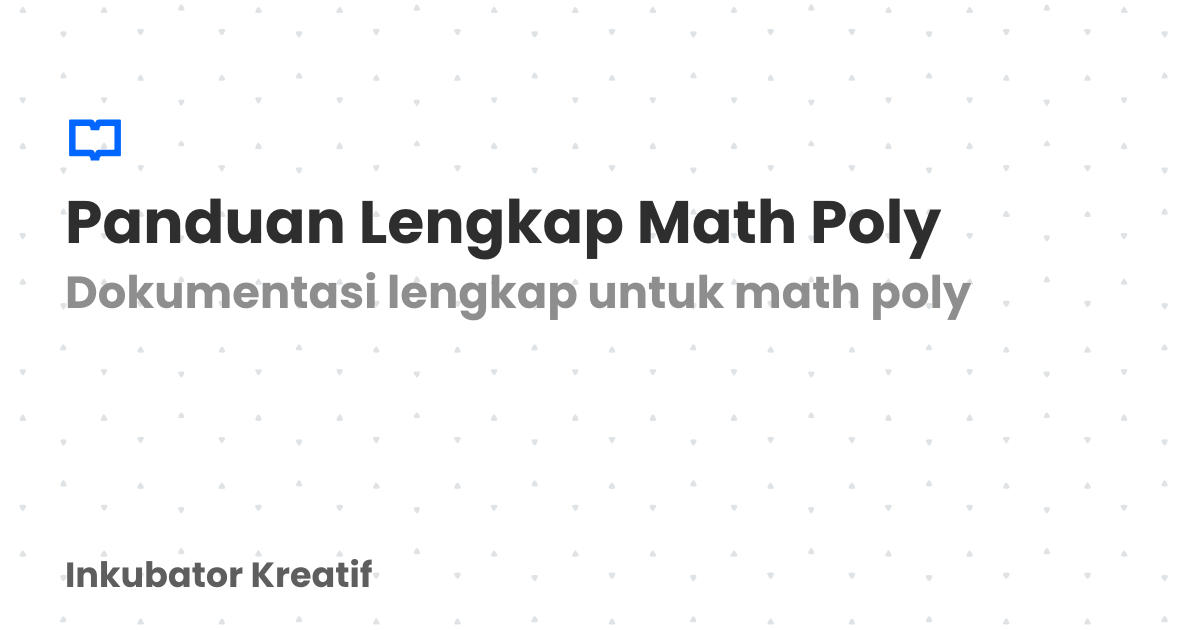 Panduan Lengkap Math Poly
Dokumentasi lengkap untuk math poly
Inkubator Kreatif